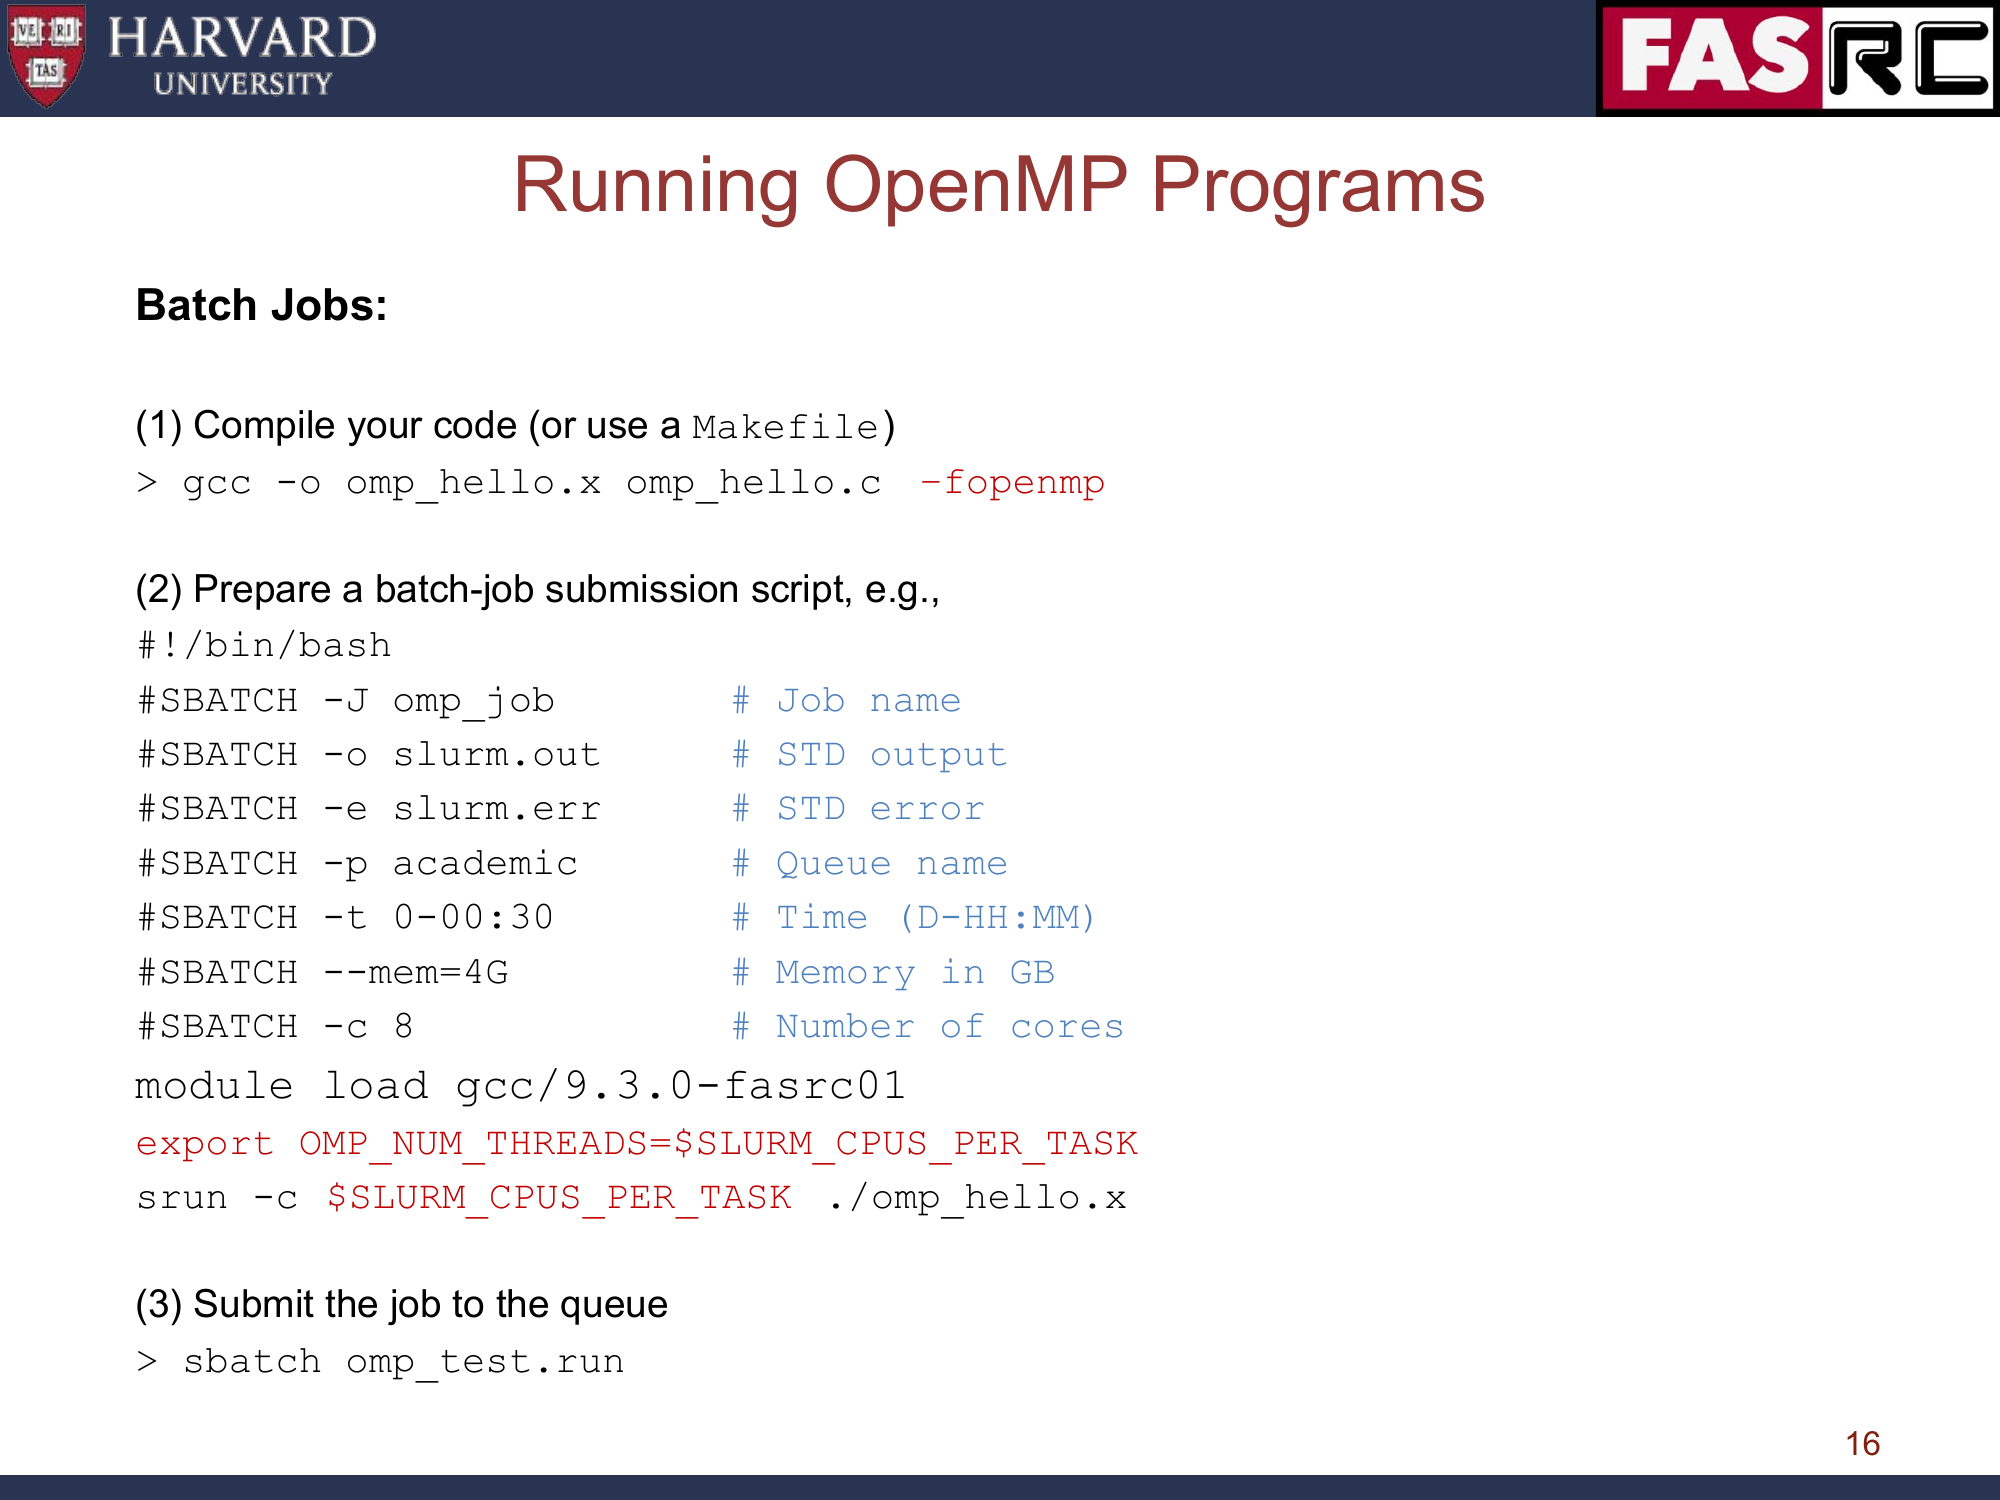 VE RI
TAS
HARVARD
UNIVERSITY
FAS RC
Running OpenMP Programs
Batch Jobs:
(1) Compile your code (or use a Makefile)
> gcc -o omp_hello.x omp_hello.c –fopenmp
(2) Prepare a batch-job submission script, e.g.,
#!/bin/bash
#SBATCH -J omp_job # Job name
#SBATCH -o slurm.out # STD output
#SBATCH -e slurm.err # STD error
#SBATCH -p academic # Queue name
#SBATCH -t 0-00:30 # Time (D-HH:MM)
#SBATCH --mem=4G # Memory in GB
#SBATCH -c 8 # Number of cores
module load gcc/9.3.0-fasrc01
export OMP_NUM_THREADS=$SLURM_CPUS_PER_TASK
srun -c $SLURM_CPUS_PER_TASK ./omp_hello.x
(3) Submit the job to the queue
> sbatch omp_test.run
16